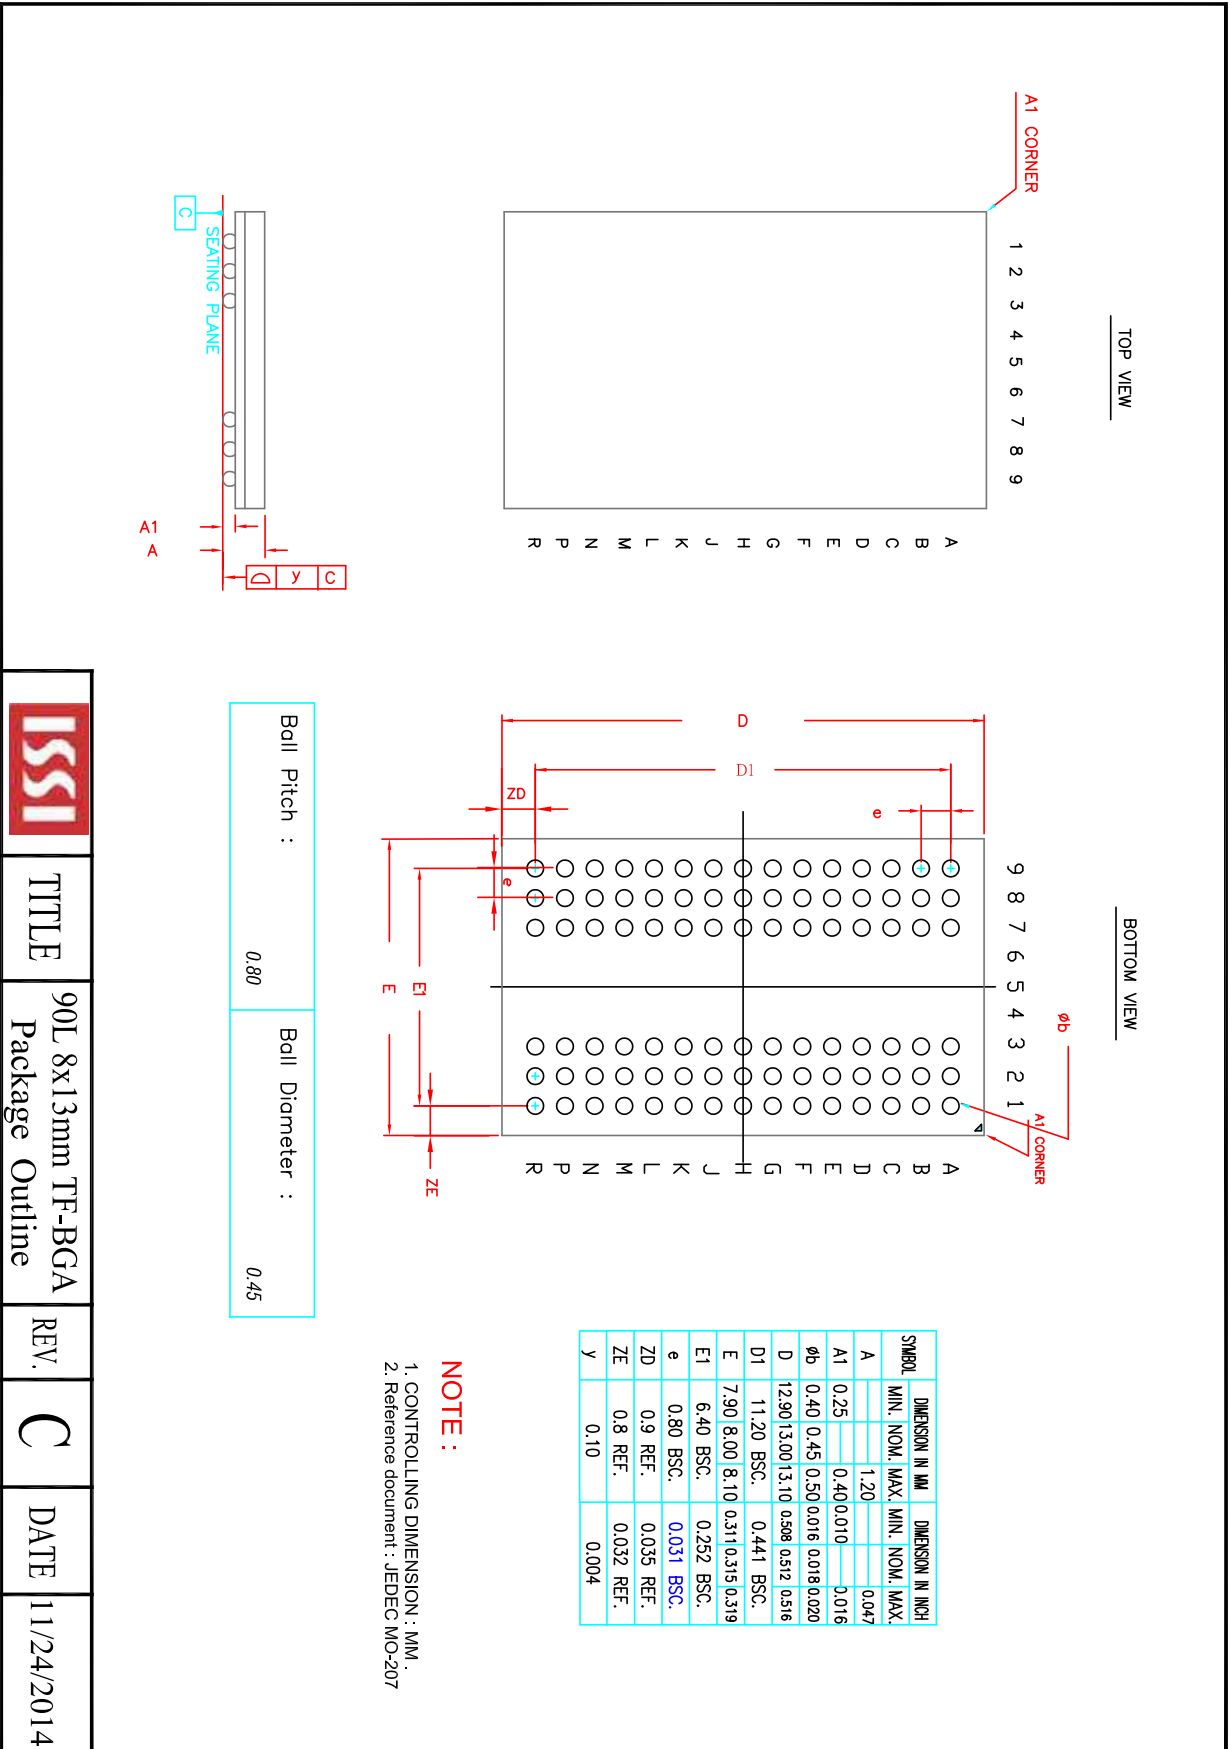 TOP VIEW
A1 CORNER
1 2 3 4 5 6 7 8 9
A
B
C
D
E
F
G
H
J
K
L
M
N
P
R
SEATING PLANE
C
A1
A
y C
BOTTOM VIEW
9 8 7 6 5 4 3 2 1
Øb
A1 CORNER
A
B
C
D
E
F
G
H
J
K
L
M
N
P
R
D
D1
e
ZD
e
E1
E
ZE
SYMBOL DIMENSION IN MM DIMENSION IN INCH
MIN. NOM. MAX. MIN. NOM. MAX.
A 1.20 0.047
A1 0.25 0.40 0.010 0.016
Øb 0.40 0.45 0.50 0.016 0.018 0.020
D 12.90 13.00 13.10 0.508 0.512 0.516
D1 11.20 BSC. 0.441 BSC.
E 7.90 8.00 8.10 0.311 0.315 0.319
E1 6.40 BSC. 0.252 BSC.
e 0.80 BSC. 0.031 BSC.
ZD 0.9 REF. 0.035 REF.
ZE 0.8 REF. 0.032 REF.
y 0.10 0.004
NOTE :
1. CONTROLLING DIMENSION : MM .
2. Reference document : JEDEC MO-207
Ball Pitch : 0.80
Ball Diameter : 0.45
ISSI
TITLE
90L 8x13mm TF-BGA
Package Outline
REV.
C
DATE
11/24/2014